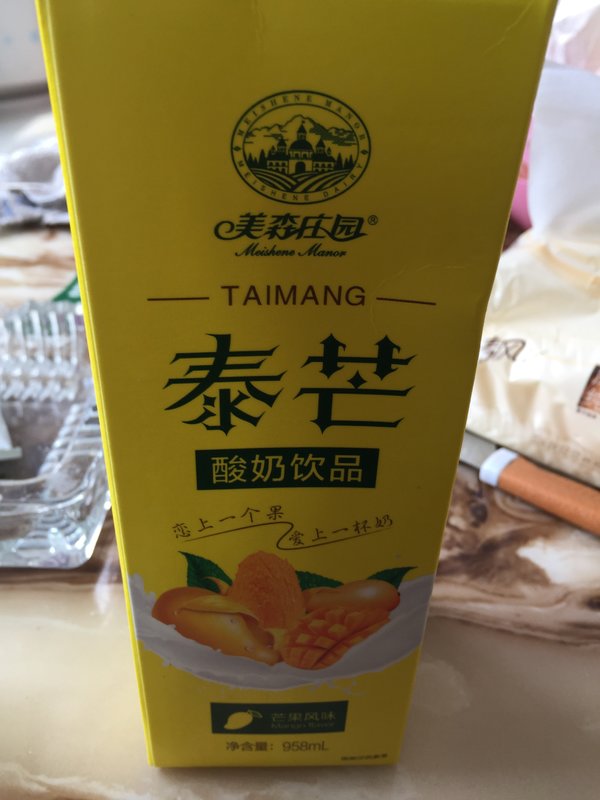 MEISHENE MANOR
MEISHENE DAIRY
美森庄园®
Meishene Manor
TAIMANG
泰芒
酸奶饮品
恋上一个果
爱上一杯奶
芒果风味
Mango flavor
净含量：958mL